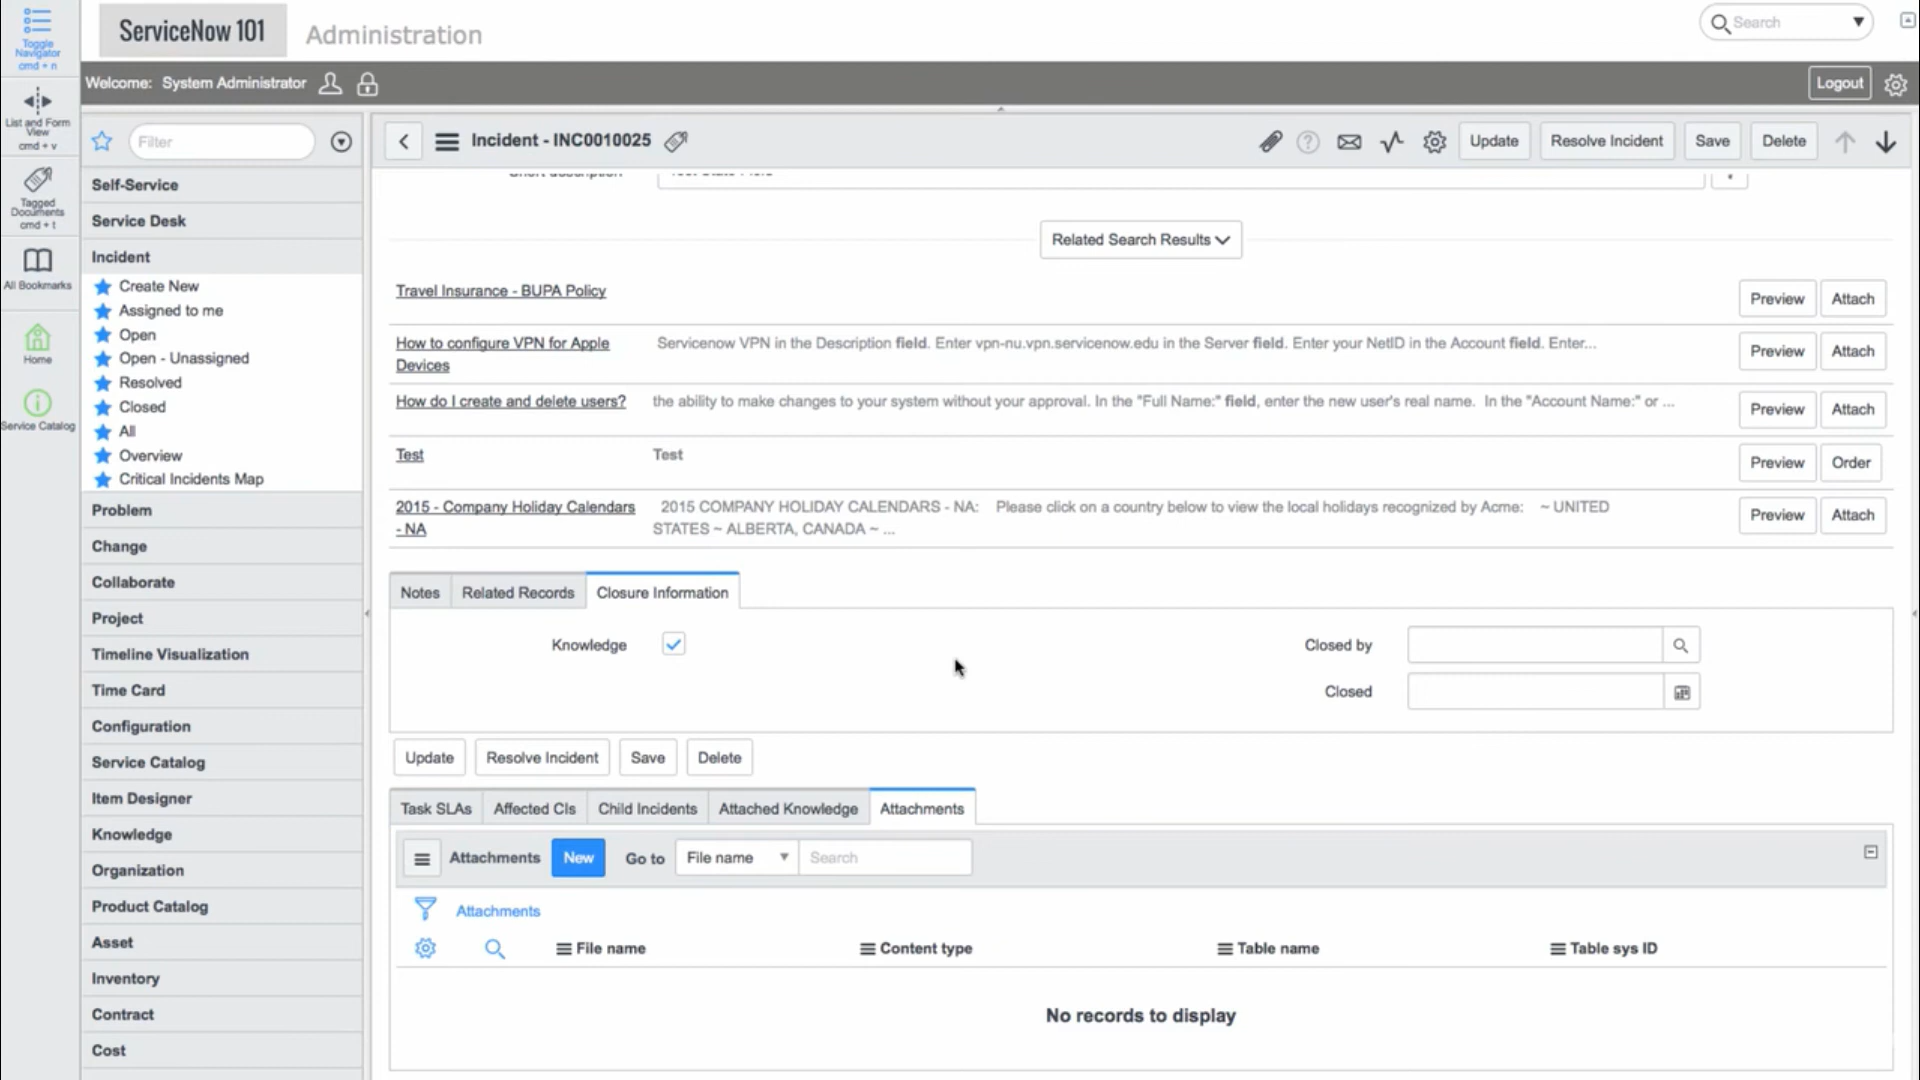 Toggle
Navigator
cmd + n
List and Form
View
cmd + v
Tagged
Documents
cmd + t
All Bookmarks
Home
Service Catalog
ServiceNow 101
Administration
Search
Welcome: System Administrator
Logout
Filter
Self-Service
Service Desk
Incident
Create New
Assigned to me
Open
Open - Unassigned
Resolved
Closed
All
Overview
Critical Incidents Map
Problem
Change
Collaborate
Project
Timeline Visualization
Time Card
Configuration
Service Catalog
Item Designer
Knowledge
Organization
Product Catalog
Asset
Inventory
Contract
Cost
Incident - INC0010025
Update
Resolve Incident
Save
Delete
Short description
Test State Field
Related Search Results
Travel Insurance - BUPA Policy
Preview Attach
How to configure VPN for Apple
Devices
Servicenow VPN in the Description field. Enter vpn-nu.vpn.servicenow.edu in the Server field. Enter your NetID in the Account field. Enter...
Preview Attach
How do I create and delete users?
the ability to make changes to your system without your approval. In the "Full Name:" field, enter the new user's real name. In the "Account Name:" or ...
Preview Attach
Test
Test
Preview Order
2015 - Company Holiday Calendars
- NA
2015 COMPANY HOLIDAY CALENDARS - NA: Please click on a country below to view the local holidays recognized by Acme: ~ UNITED
STATES ~ ALBERTA, CANADA ~ ...
Preview Attach
Notes Related Records Closure Information
Knowledge
Closed by
Closed
Update Resolve Incident Save Delete
Task SLAs Affected CIs Child Incidents Attached Knowledge Attachments
Attachments New Go to File name Search
Attachments
File name Content type Table name Table sys ID
No records to display